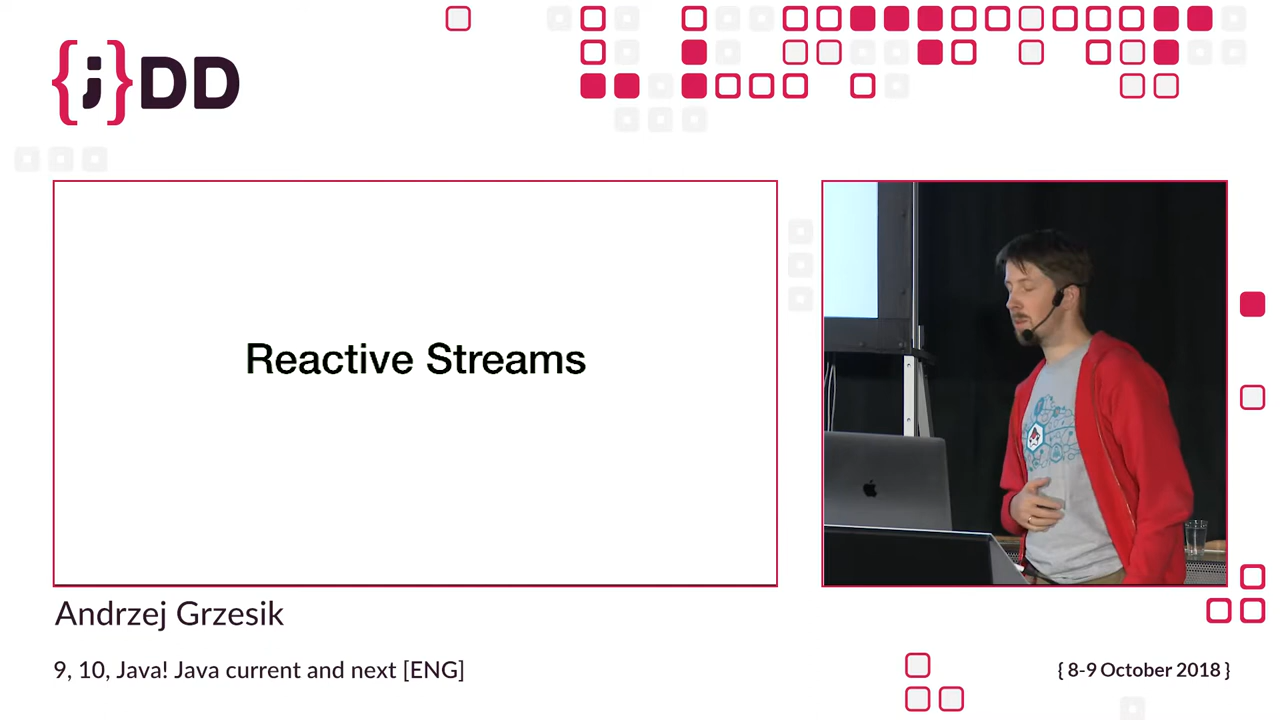 {j}DD
Reactive Streams
Andrzej Grzesik
9, 10, Java! Java current and next [ENG]
{ 8-9 October 2018 }